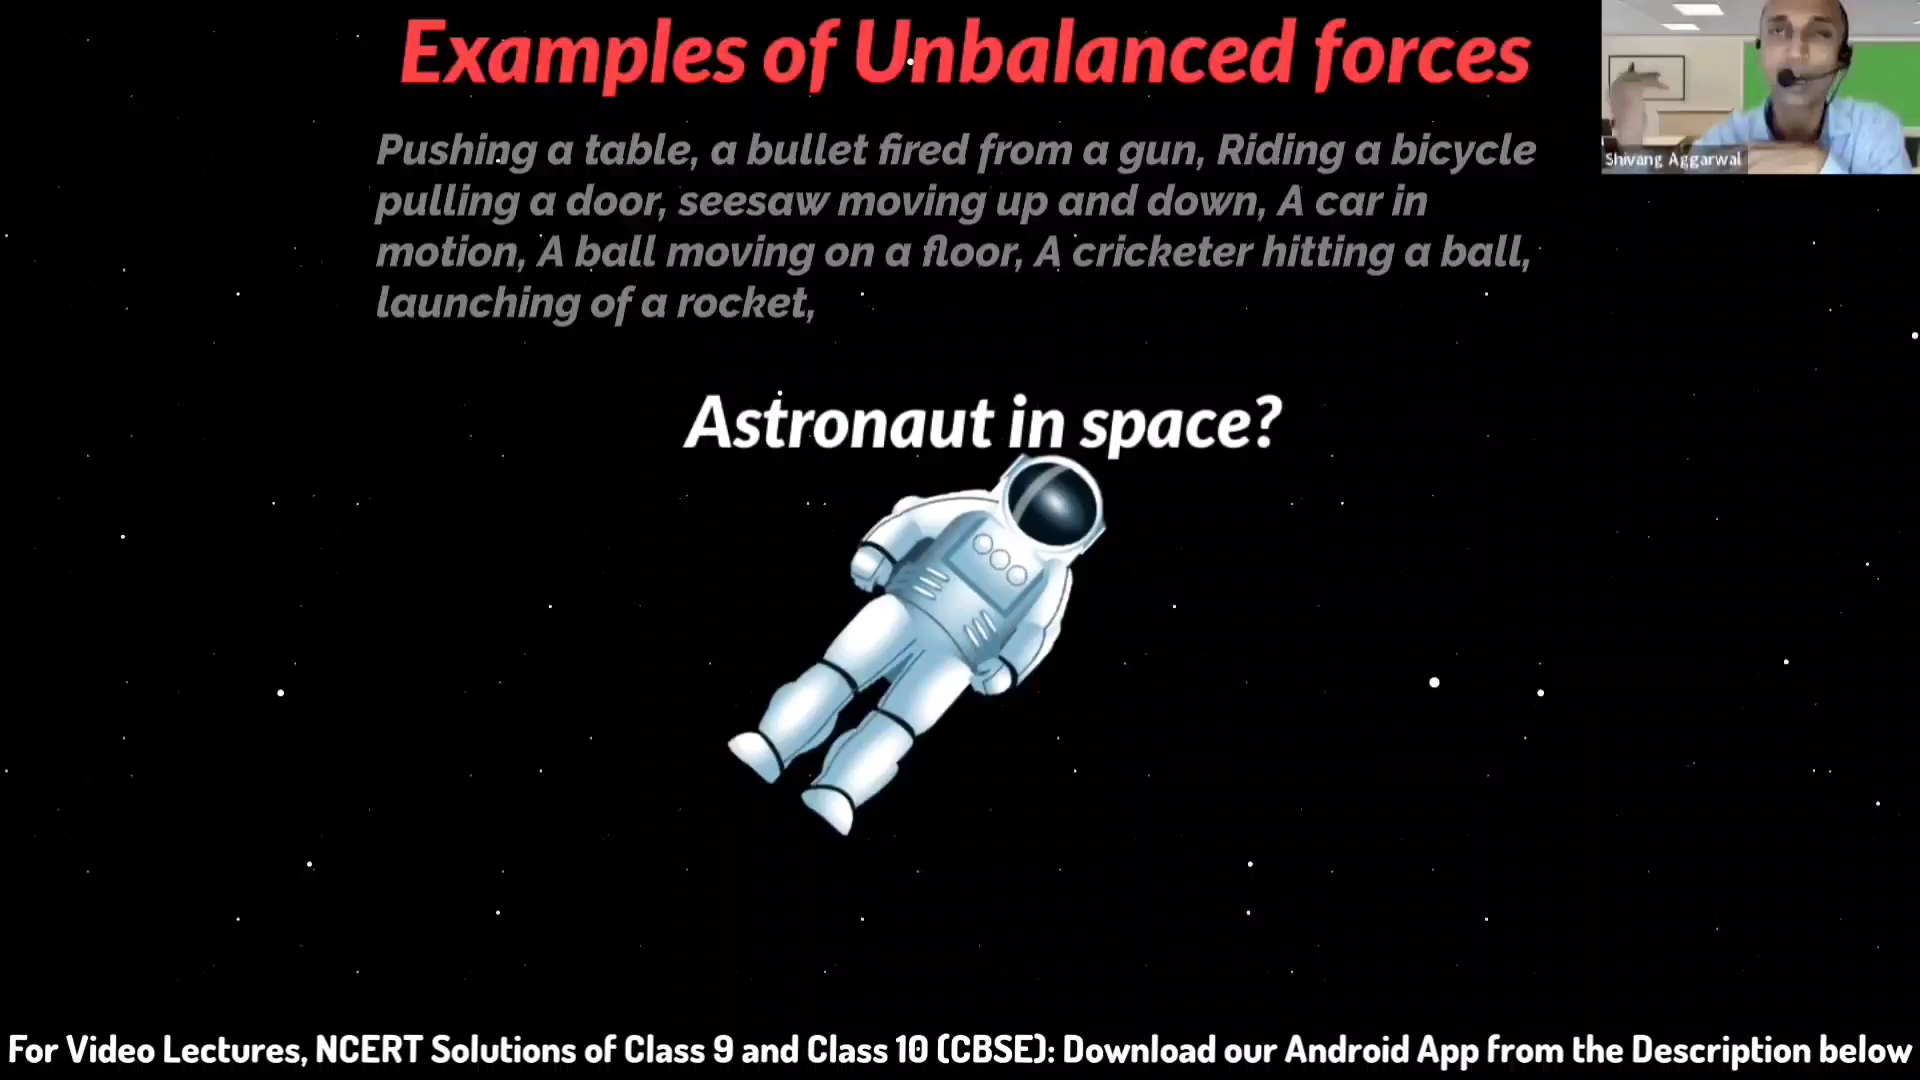 Examples of Unbalanced forces
Pushing a table, a bullet fired from a gun, Riding a bicycle
pulling a door, seesaw moving up and down, A car in
motion, A ball moving on a floor, A cricketer hitting a ball,
launching of a rocket,
Shivang Aggarwal
Astronaut in space?
For Video Lectures, NCERT Solutions of Class 9 and Class 10 (CBSE): Download our Android App from the Description below